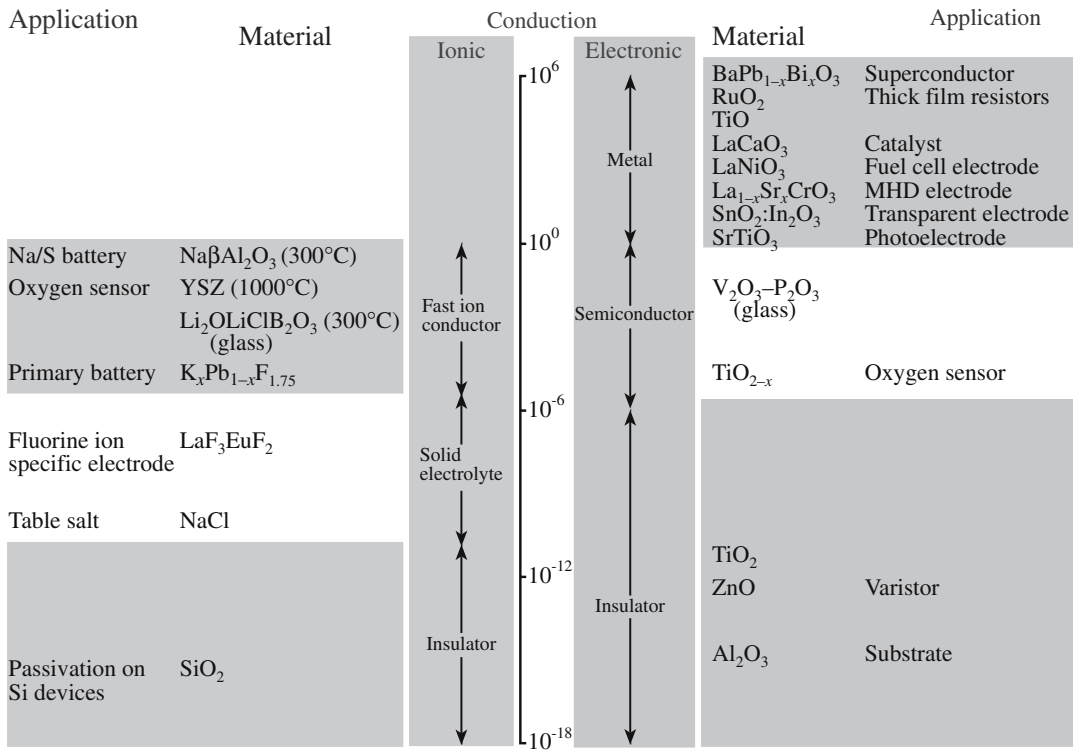 Application
Material
Conduction
Ionic
Electronic
Material
Application
10⁶
10⁰
10⁻⁶
10⁻¹²
10⁻¹⁸
Na/S battery NaβAl₂O₃ (300°C)
Oxygen sensor YSZ (1000°C)
Li₂OLiClB₂O₃ (300°C)
(glass)
Primary battery KₓPb₁₋ₓF₁.₇₅
Fluorine ion
specific electrode
LaF₃EuF₂
Table salt NaCl
Passivation on
Si devices
SiO₂
Fast ion
conductor
Solid
electrolyte
Insulator
Metal
Semiconductor
Insulator
BaPb₁₋ₓBiₓO₃ Superconductor
RuO₂ Thick film resistors
TiO
LaCaO₃ Catalyst
LaNiO₃ Fuel cell electrode
La₁₋ₓSrₓCrO₃ MHD electrode
SnO₂:In₂O₃ Transparent electrode
SrTiO₃ Photoelectrode
V₂O₃–P₂O₃
(glass)
TiO₂₋ₓ Oxygen sensor
TiO₂
ZnO Varistor
Al₂O₃ Substrate